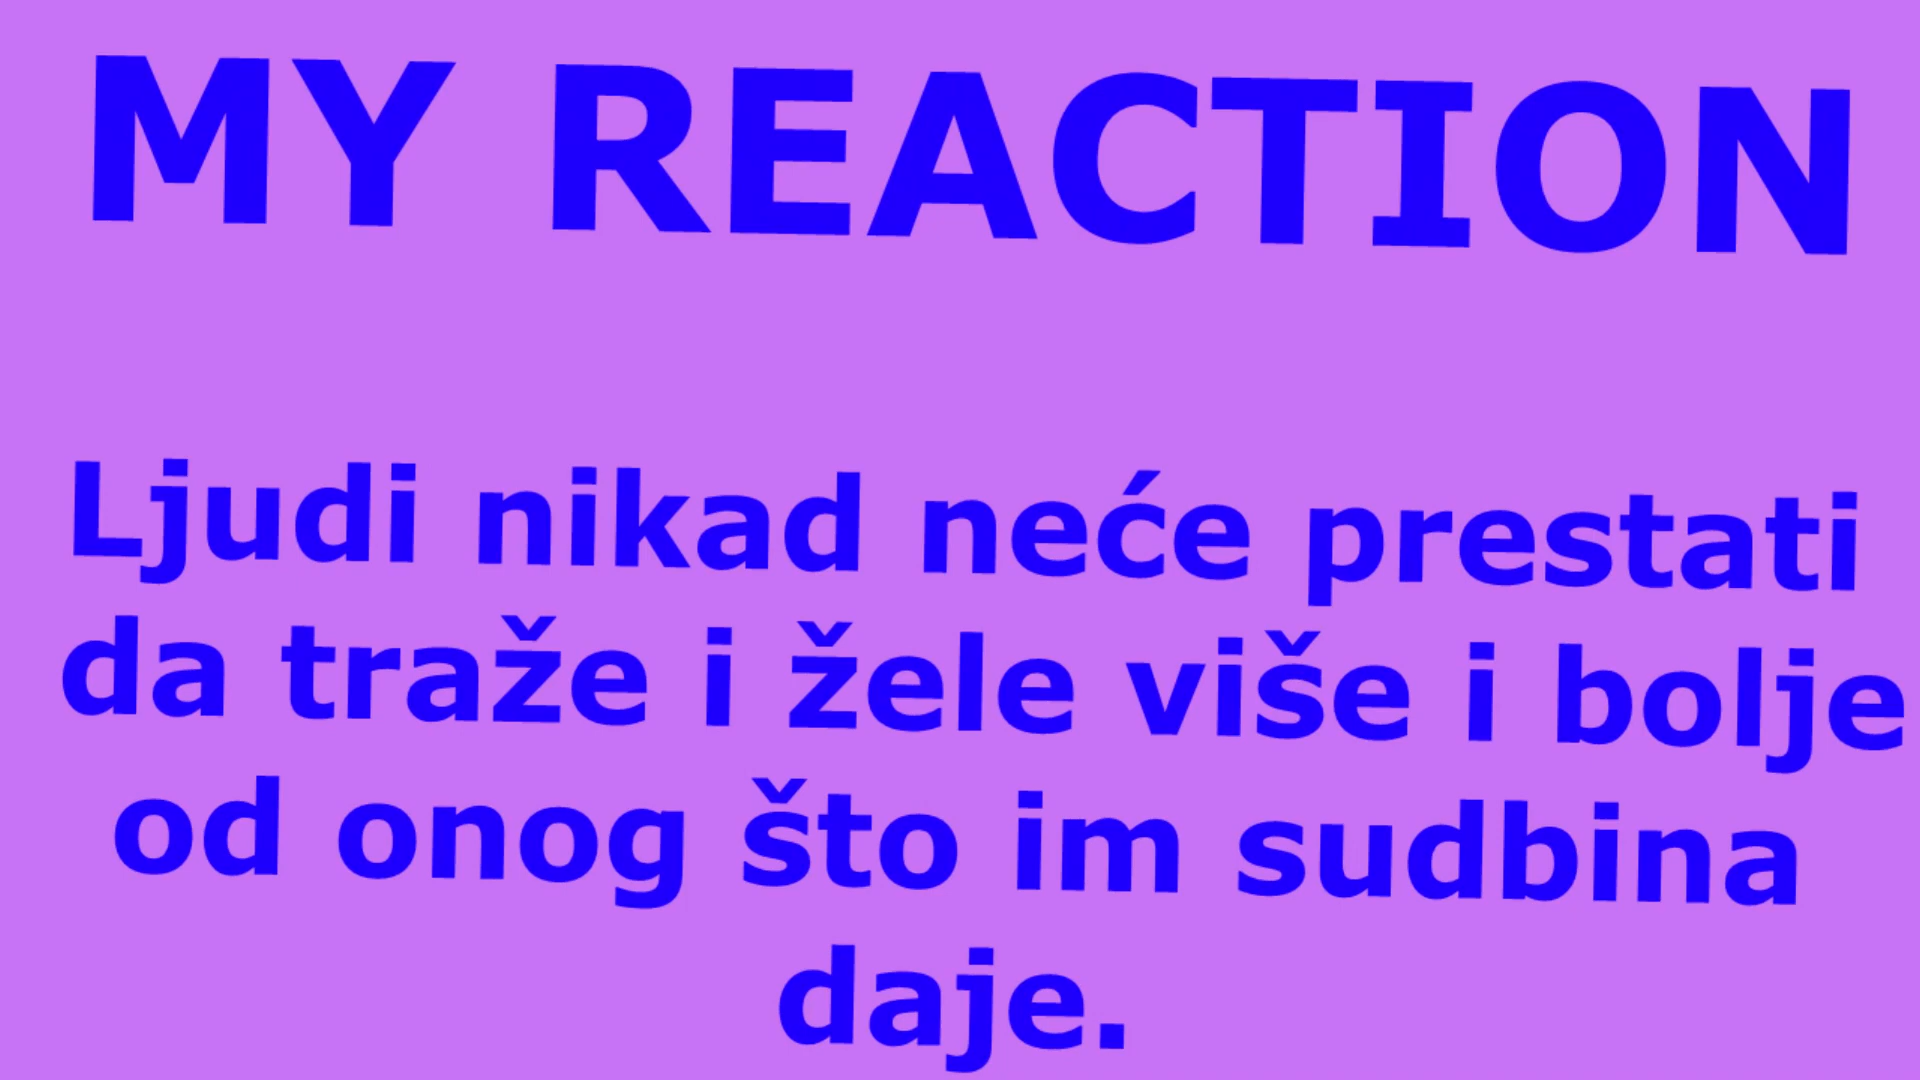 MY REACTION
Ljudi nikad neće prestati
da traže i žele više i bolje
od onog što im sudbina
daje.